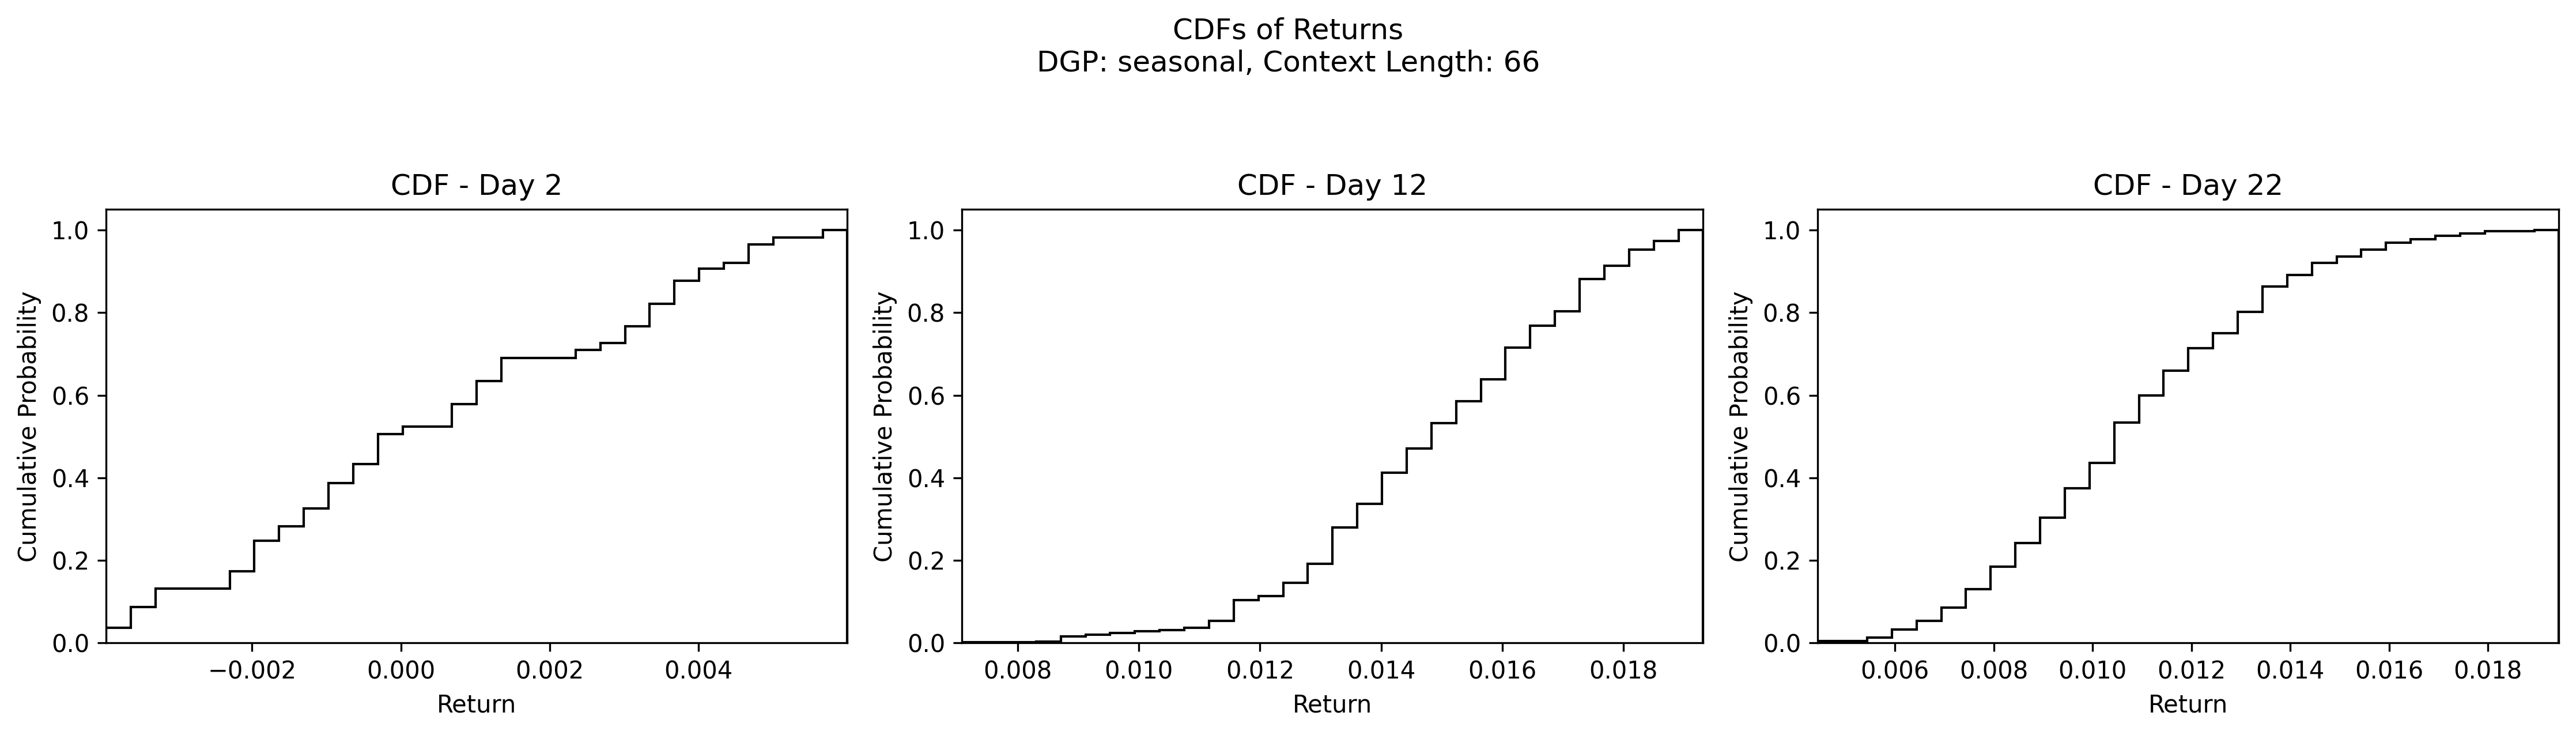 CDFs of Returns
DGP: seasonal, Context Length: 66
CDF - Day 2
1.0
0.8
0.6
0.4
0.2
0.0
Cumulative Probability
−0.002 0.000 0.002 0.004
Return
CDF - Day 12
1.0
0.8
0.6
0.4
0.2
0.0
Cumulative Probability
0.008 0.010 0.012 0.014 0.016 0.018
Return
CDF - Day 22
1.0
0.8
0.6
0.4
0.2
0.0
Cumulative Probability
0.006 0.008 0.010 0.012 0.014 0.016 0.018
Return